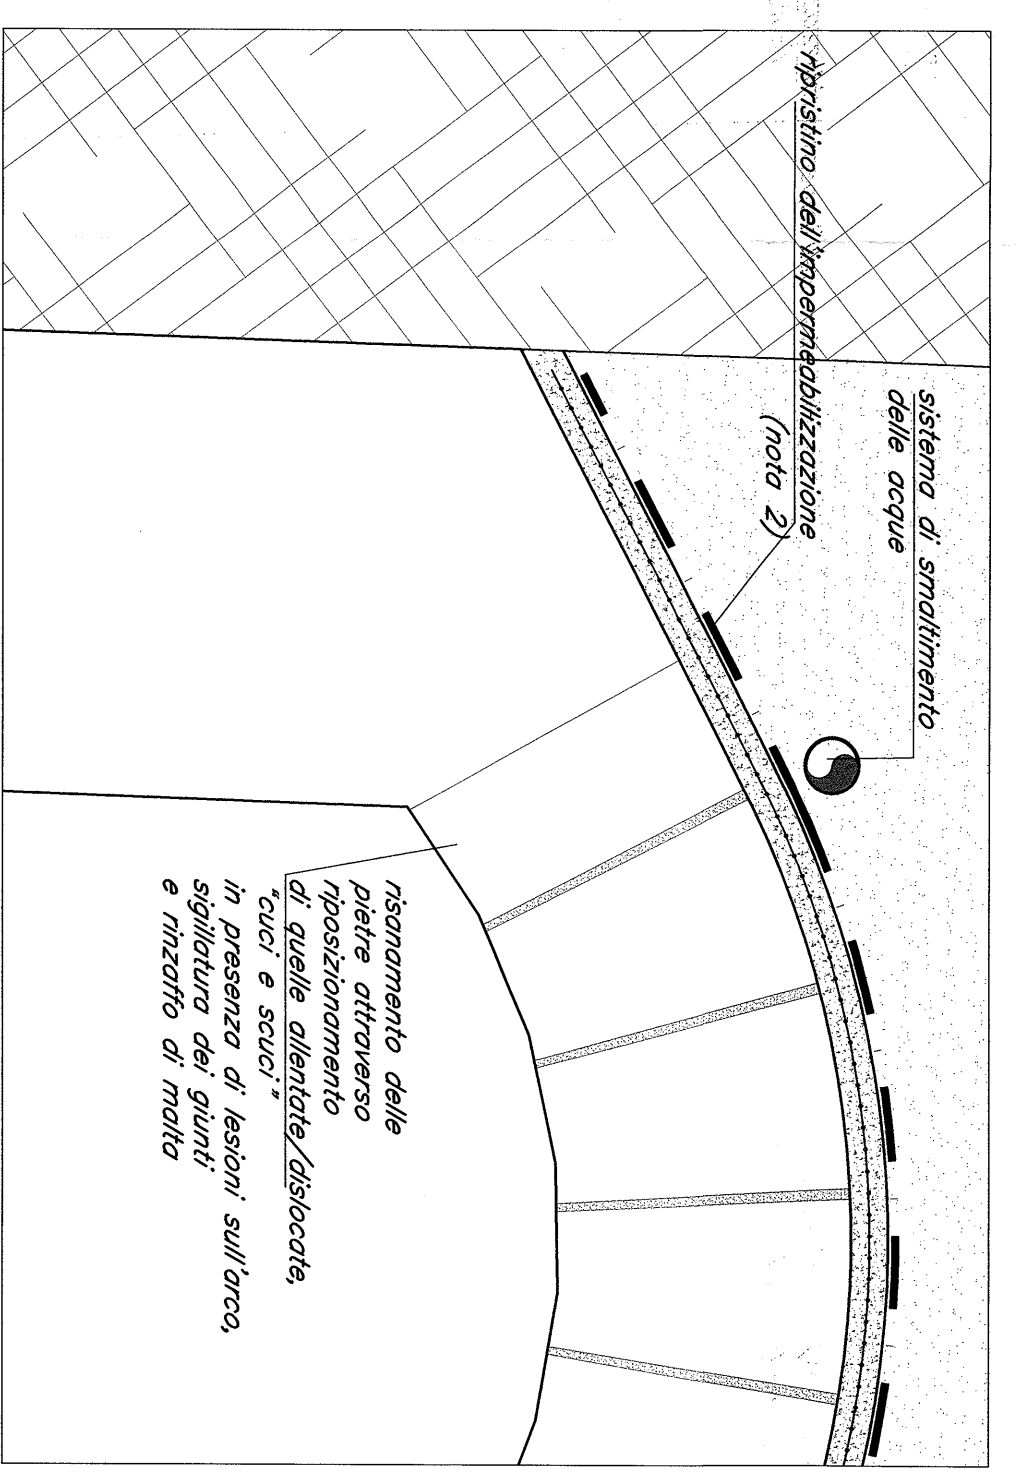 sistema di smaltimento
delle acque
ripristino dell'impermeabilizzazione
(nota 2)
risanamento delle
pietre attraverso
riposizionamento
di quelle allentate/dislocate,
"cuci e scuci"
in presenza di lesioni sull'arco,
sigillatura dei giunti
e rinzaffo di malta